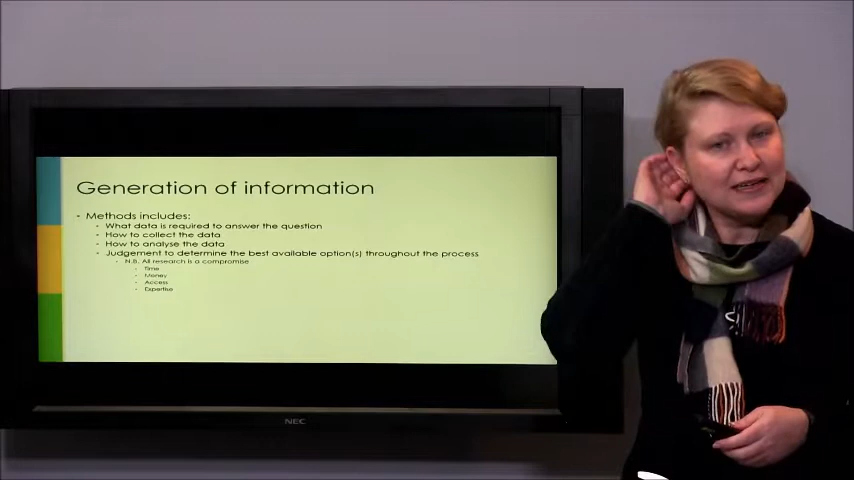 Generation of information
- Methods includes:
- What data is required to answer the question
- How to collect the data
- How to analyse the data
- Judgement to determine the best available option(s) throughout the process
- N.B. All research is a compromise
- Time
- Money
- Access
- Expertise
NEC